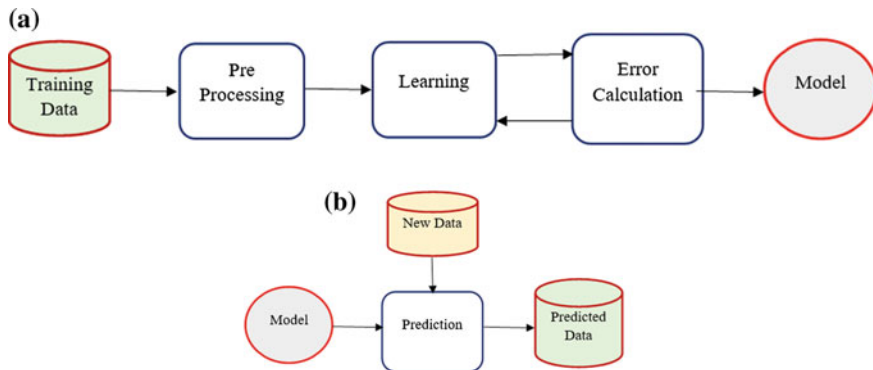 (a)
Training
Data
Pre
Processing
Learning
Error
Calculation
Model
(b)
New Data
Model
Prediction
Predicted
Data